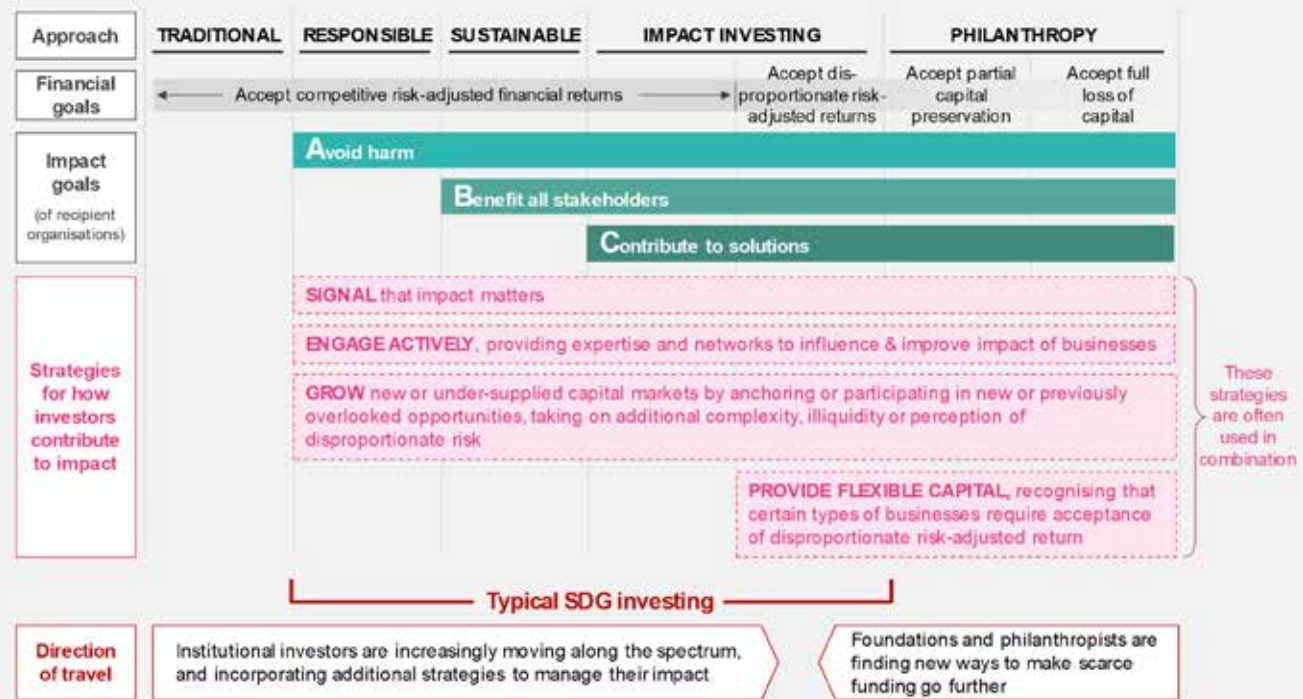 Approach
TRADITIONAL
RESPONSIBLE
SUSTAINABLE
IMPACT INVESTING
PHILANTHROPY
Financial
goals
Accept competitive risk-adjusted financial returns
Accept dis-
proportionate risk-
adjusted returns
Accept partial
capital
preservation
Accept full
loss of
capital
Impact
goals
(of recipient
organisations)
Avoid harm
Benefit all stakeholders
Contribute to solutions
Strategies
for how
investors
contribute
to impact
SIGNAL that impact matters
ENGAGE ACTIVELY, providing expertise and networks to influence & improve impact of businesses
GROW new or under-supplied capital markets by anchoring or participating in new or previously
overlooked opportunities, taking on additional complexity, illiquidity or perception of
disproportionate risk
PROVIDE FLEXIBLE CAPITAL, recognising that
certain types of businesses require acceptance
of disproportionate risk-adjusted return
These
strategies
are often
used in
combination
Typical SDG investing
Direction
of travel
Institutional investors are increasingly moving along the spectrum,
and incorporating additional strategies to manage their impact
Foundations and philanthropists are
finding new ways to make scarce
funding go further